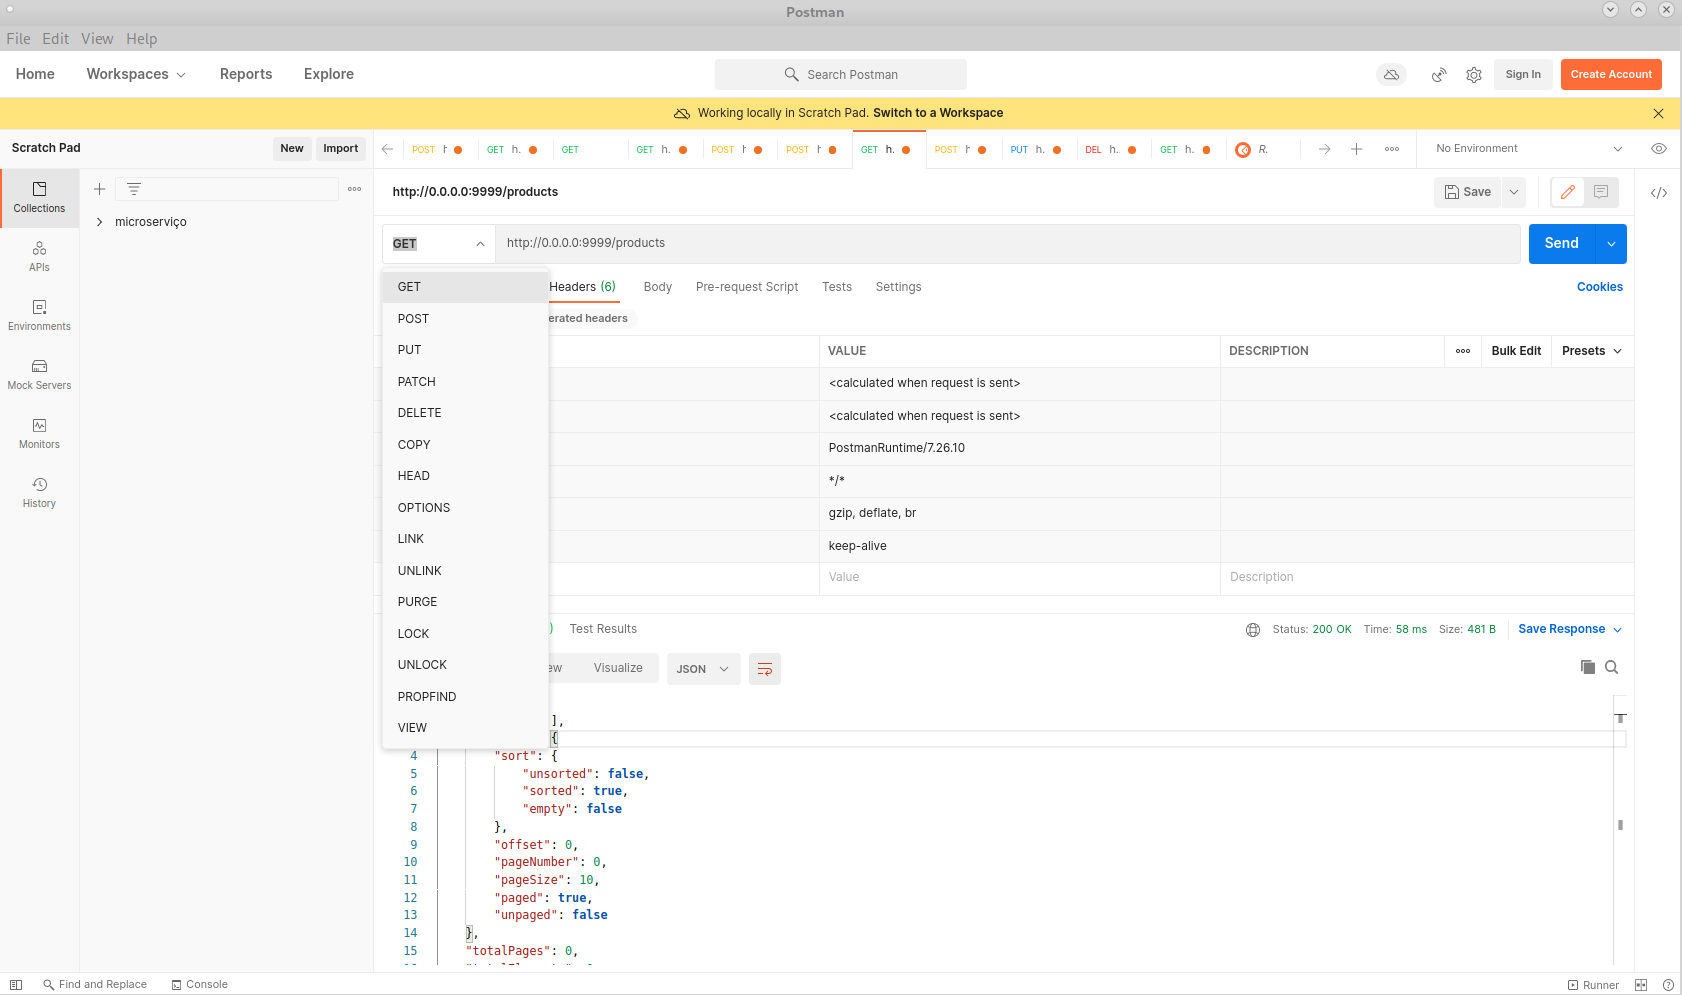 Postman
File Edit View Help
Home Workspaces Reports Explore Search Postman Sign In Create Account
Working locally in Scratch Pad. Switch to a Workspace
Scratch Pad New Import
POST h GET h. GET GET h. POST h POST h GET h. POST h PUT h. DEL h. GET h. R. No Environment
http://0.0.0.0:9999/products Save
Collections
microserviço
APIs
Environments
Mock Servers
Monitors
History
GET http://0.0.0.0:9999/products Send
Headers (6) Body Pre-request Script Tests Settings Cookies
erated headers
GET
POST
PUT
PATCH
DELETE
COPY
HEAD
OPTIONS
LINK
UNLINK
PURGE
LOCK
UNLOCK
PROPFIND
VIEW
VALUE DESCRIPTION Bulk Edit Presets
<calculated when request is sent>
<calculated when request is sent>
PostmanRuntime/7.26.10
*/*
gzip, deflate, br
keep-alive
Value Description
) Test Results Status: 200 OK Time: 58 ms Size: 481 B Save Response
ew Visualize JSON
],
{
4 "sort": {
5 "unsorted": false,
6 "sorted": true,
7 "empty": false
8 },
9 "offset": 0,
10 "pageNumber": 0,
11 "pageSize": 10,
12 "paged": true,
13 "unpaged": false
14 },
15 "totalPages": 0,
Find and Replace Console Runner